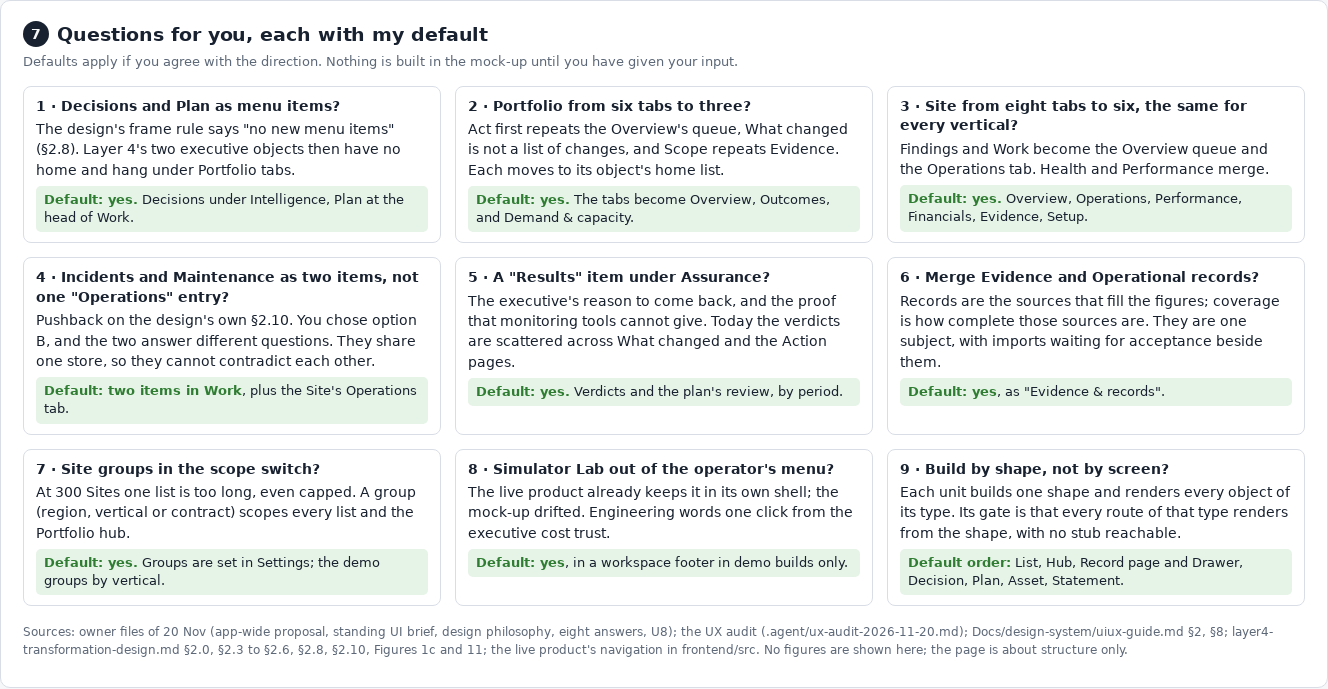 7 Questions for you, each with my default
Defaults apply if you agree with the direction. Nothing is built in the mock-up until you have given your input.
1 · Decisions and Plan as menu items?
The design's frame rule says "no new menu items"
(§2.8). Layer 4's two executive objects then have no
home and hang under Portfolio tabs.
Default: yes. Decisions under Intelligence, Plan at the
head of Work.
2 · Portfolio from six tabs to three?
Act first repeats the Overview's queue, What changed
is not a list of changes, and Scope repeats Evidence.
Each moves to its object's home list.
Default: yes. The tabs become Overview, Outcomes,
and Demand & capacity.
3 · Site from eight tabs to six, the same for
every vertical?
Findings and Work become the Overview queue and
the Operations tab. Health and Performance merge.
Default: yes. Overview, Operations, Performance,
Financials, Evidence, Setup.
4 · Incidents and Maintenance as two items, not
one "Operations" entry?
Pushback on the design's own §2.10. You chose option
B, and the two answer different questions. They share
one store, so they cannot contradict each other.
Default: two items in Work, plus the Site's Operations
tab.
5 · A "Results" item under Assurance?
The executive's reason to come back, and the proof
that monitoring tools cannot give. Today the verdicts
are scattered across What changed and the Action
pages.
Default: yes. Verdicts and the plan's review, by period.
6 · Merge Evidence and Operational records?
Records are the sources that fill the figures; coverage
is how complete those sources are. They are one
subject, with imports waiting for acceptance beside
them.
Default: yes, as "Evidence & records".
7 · Site groups in the scope switch?
At 300 Sites one list is too long, even capped. A group
(region, vertical or contract) scopes every list and the
Portfolio hub.
Default: yes. Groups are set in Settings; the demo
groups by vertical.
8 · Simulator Lab out of the operator's menu?
The live product already keeps it in its own shell; the
mock-up drifted. Engineering words one click from the
executive cost trust.
Default: yes, in a workspace footer in demo builds only.
9 · Build by shape, not by screen?
Each unit builds one shape and renders every object of
its type. Its gate is that every route of that type renders
from the shape, with no stub reachable.
Default order: List, Hub, Record page and Drawer,
Decision, Plan, Asset, Statement.
Sources: owner files of 20 Nov (app-wide proposal, standing UI brief, design philosophy, eight answers, U8); the UX audit (.agent/ux-audit-2026-11-20.md); Docs/design-system/uiux-guide.md §2, §8; layer4-
transformation-design.md §2.0, §2.3 to §2.6, §2.8, §2.10, Figures 1c and 11; the live product's navigation in frontend/src. No figures are shown here; the page is about structure only.